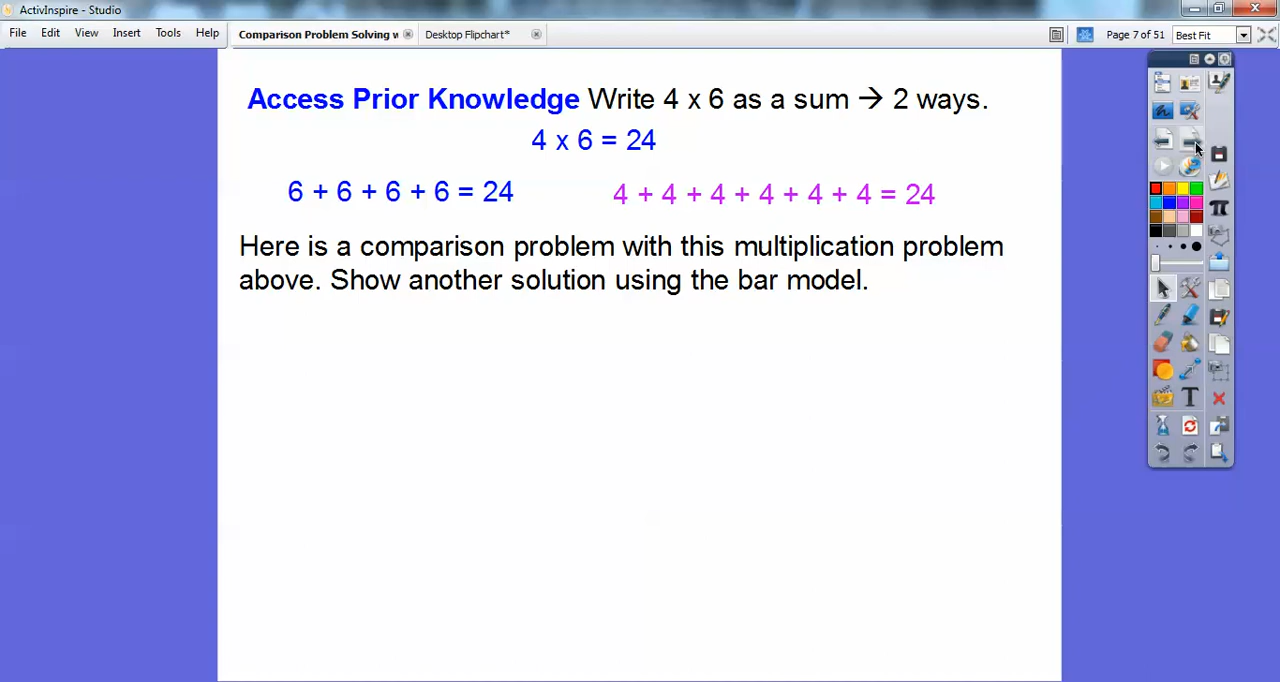 ActivInspire - Studio
File Edit View Insert Tools Help
Comparison Problem Solving w
Desktop Flipchart*
Page 7 of 51
Best Fit
Access Prior Knowledge Write 4 x 6 as a sum → 2 ways.
4 x 6 = 24
6 + 6 + 6 + 6 = 24
4 + 4 + 4 + 4 + 4 + 4 = 24
Here is a comparison problem with this multiplication problem
above. Show another solution using the bar model.